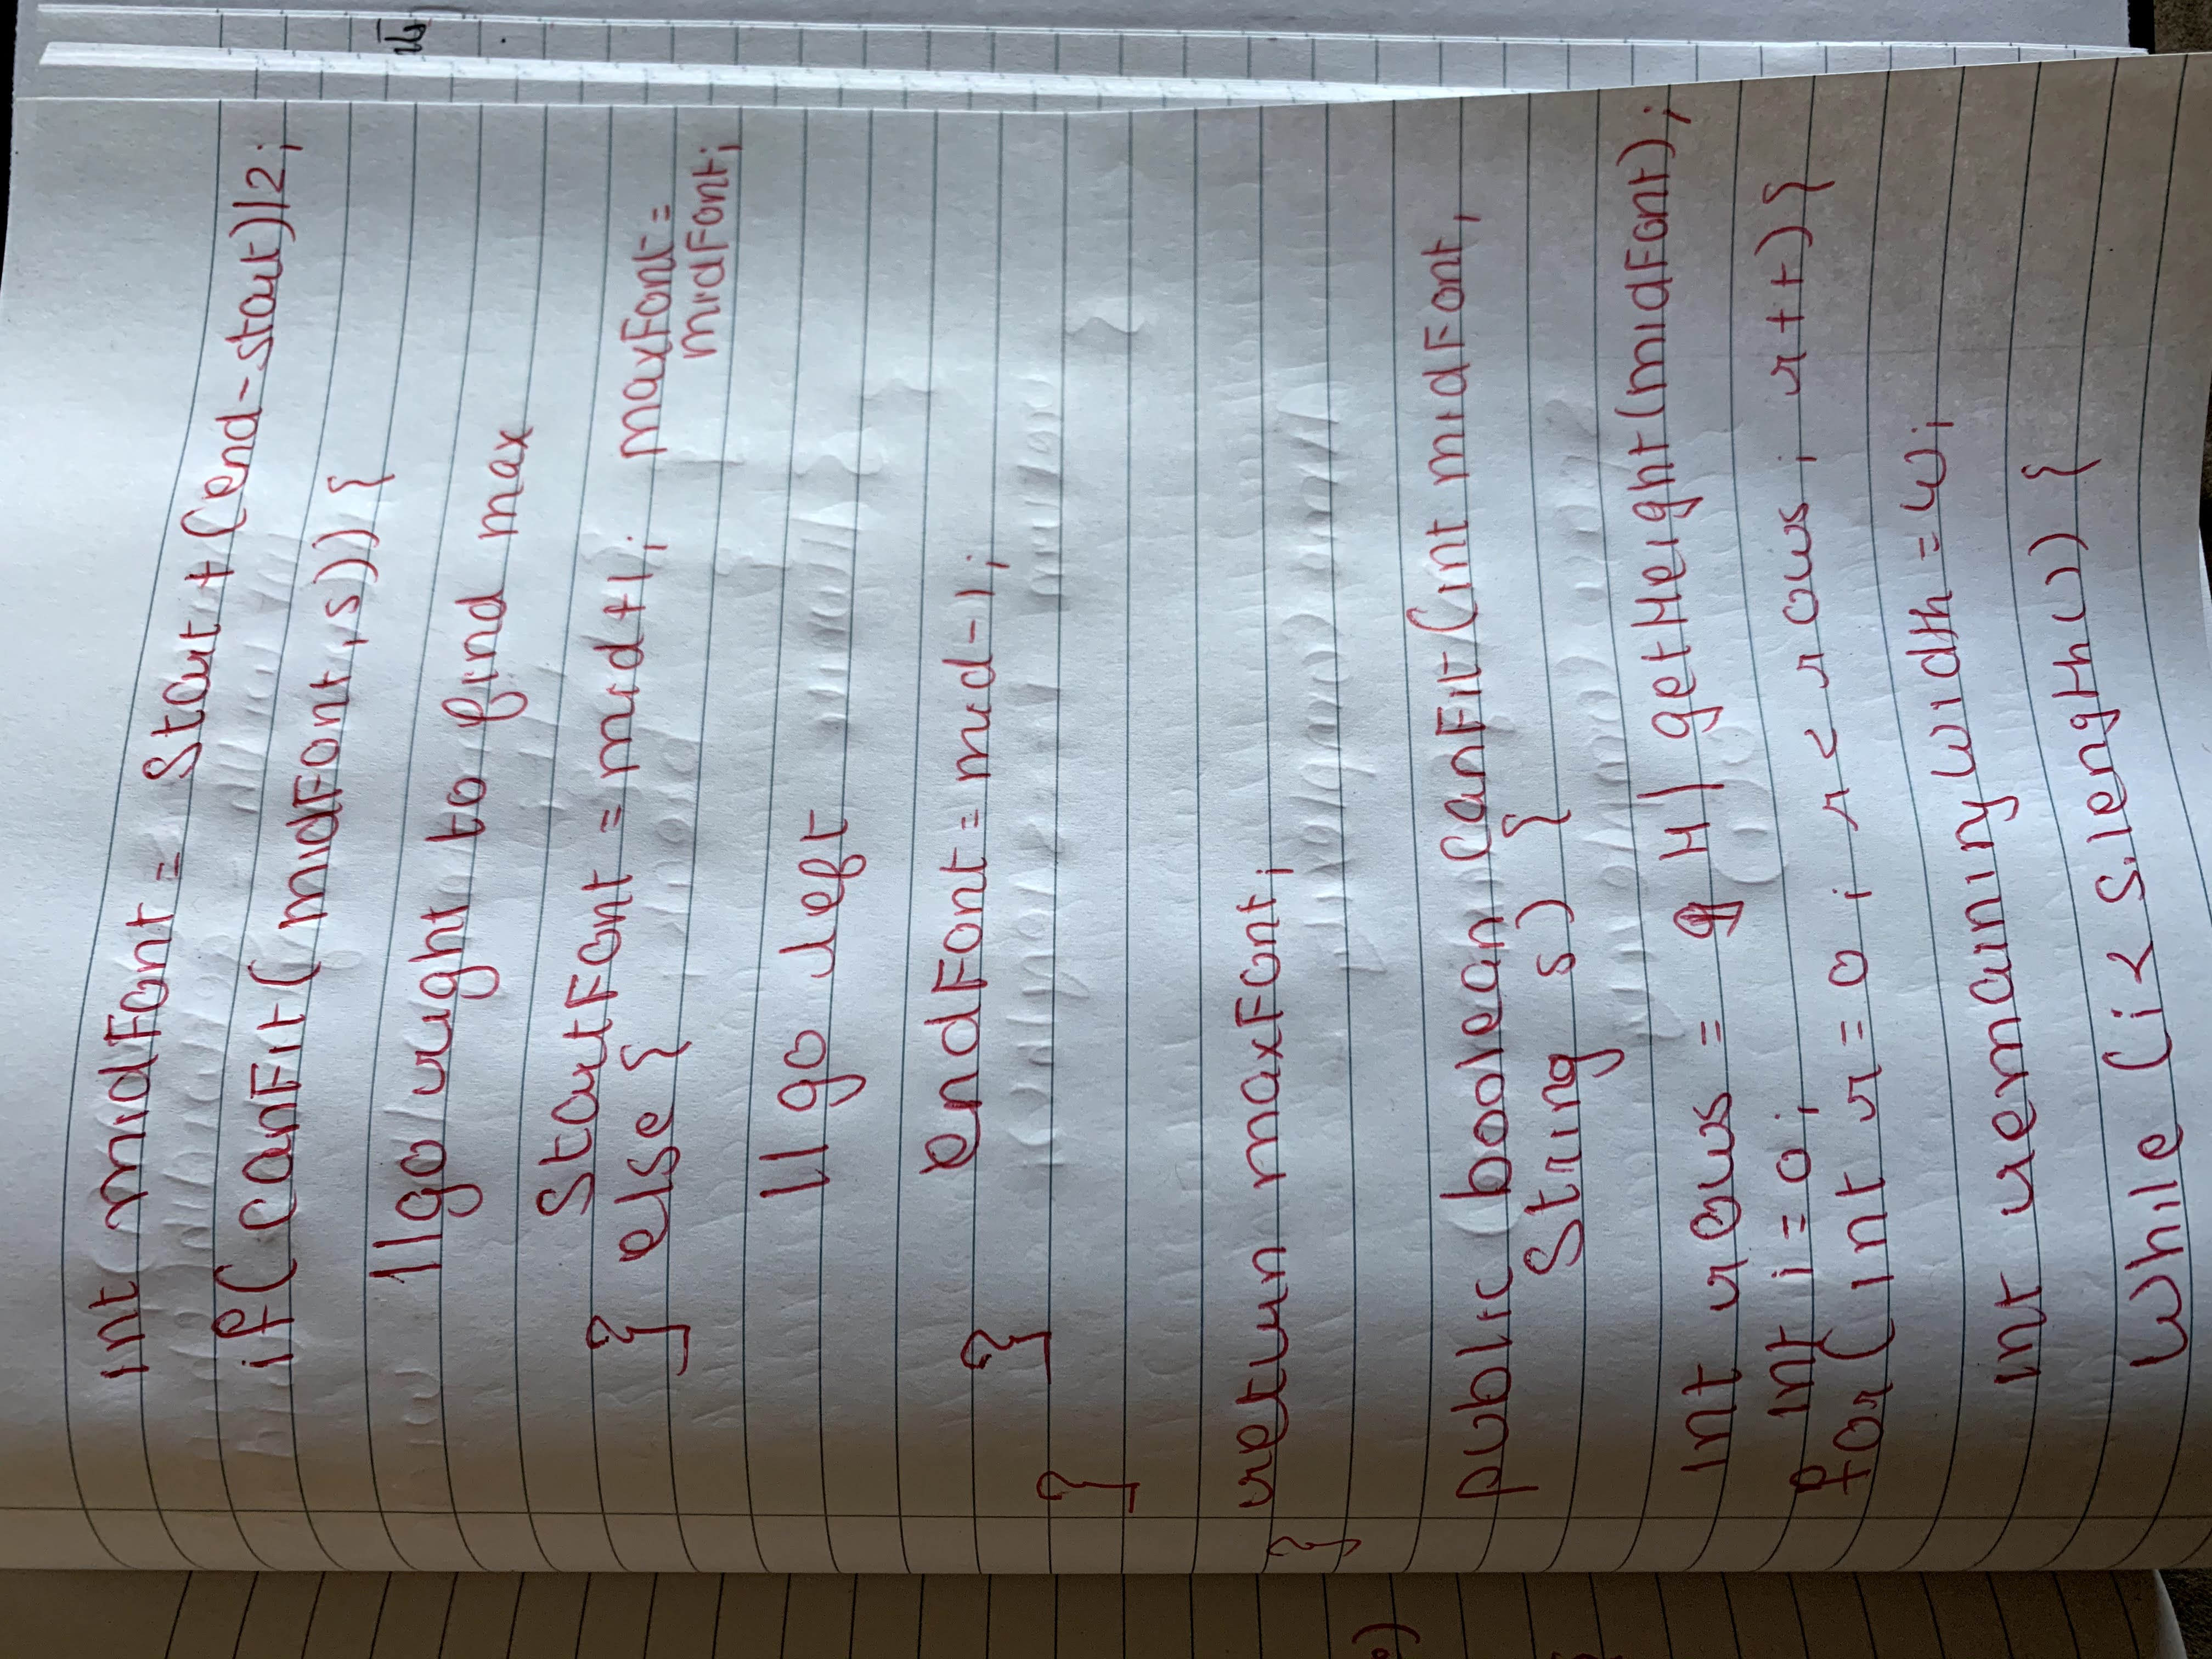 int midFont = start + (end-start)/2;
if( canFit( midFont, s)) {
//go right to find max
startFont = mid+1; maxFont =
midFont;
} else {
//go left
endFont = mid-1;
}
}
return maxFont;
}
public boolean canFit(int midFont,
String s) {
int rows = H / getHeight(midFont);
int i = 0;
for( int r = 0 ; r < rows ; r++) {
int remaining width = w;
while (i < s.length()) {